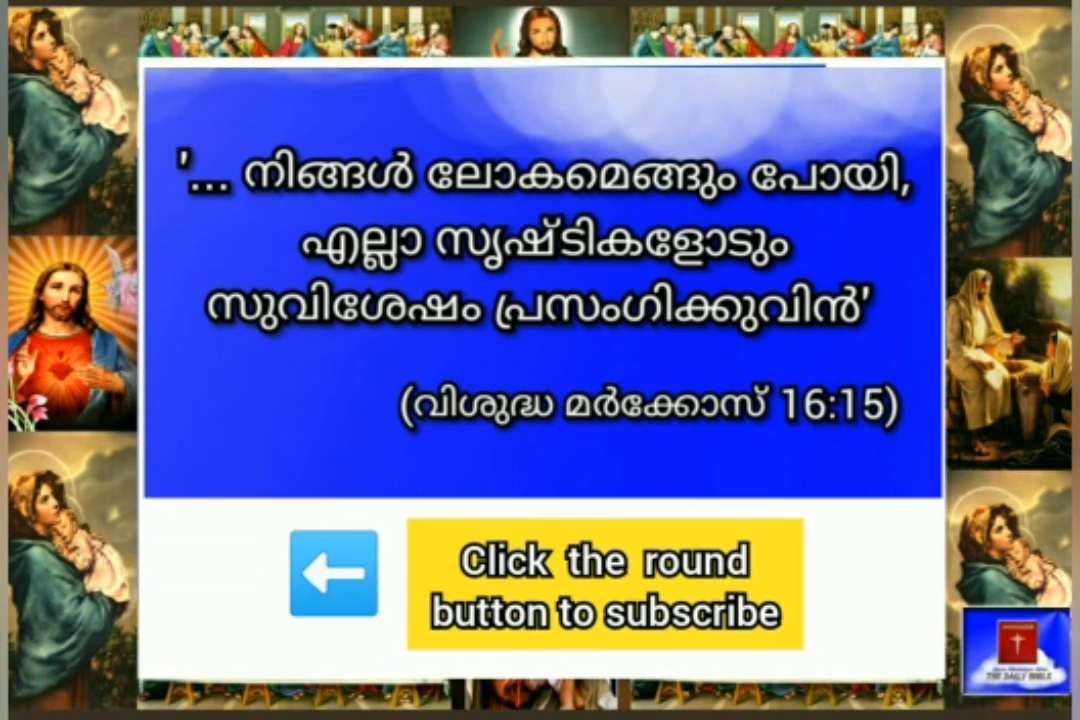 '... നിങ്ങൾ ലോകമെങ്ങും പോയി,
എല്ലാ സൃഷ്ടികളോടും
സുവിശേഷം പ്രസംഗിക്കുവിൻ'
(വിശുദ്ധ മർക്കോസ് 16:15)
Click the round
button to subscribe
THE DAILY BIBLE